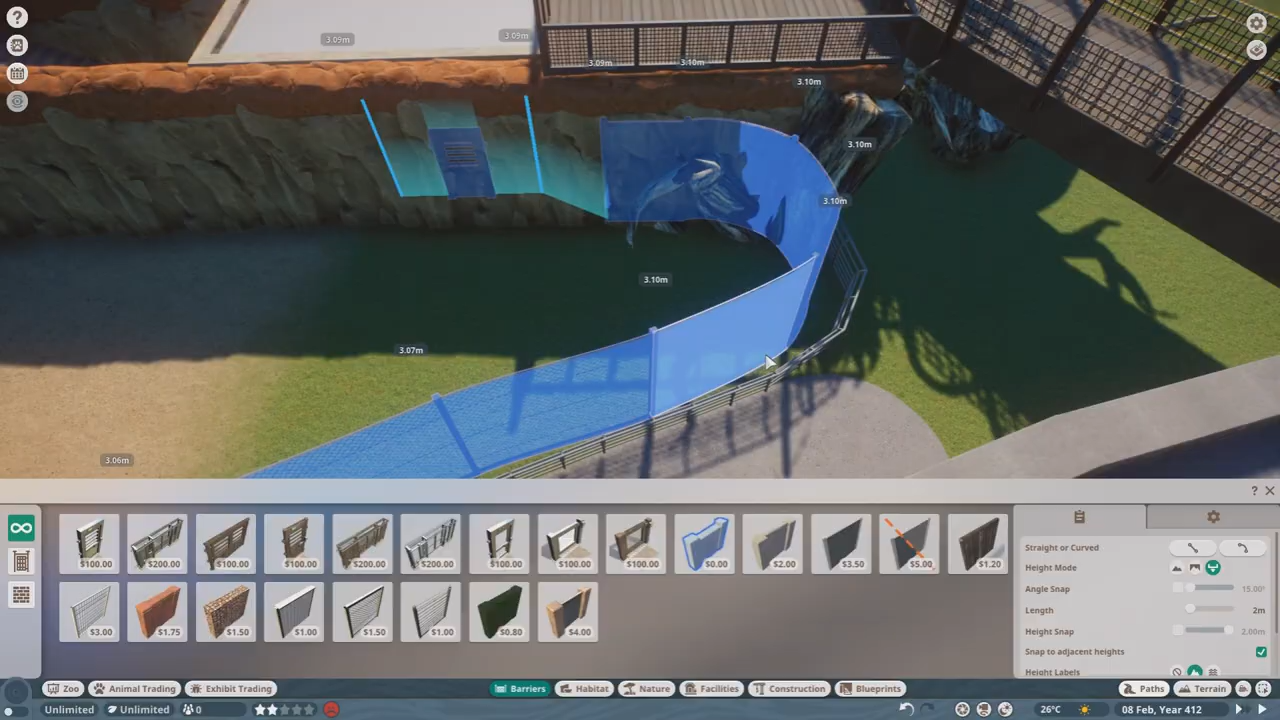 3.09m
3.09m
3.09m
3.10m
3.10m
3.10m
3.10m
3.10m
3.07m
3.06m
? 
$100.00 $200.00 $100.00 $100.00 $200.00 $200.00 $100.00 $100.00 $100.00 $0.00 $2.00 $3.50 $5.00 $1.20
$3.00 $1.75 $1.50 $1.00 $1.50 $1.00 $0.80 $4.00
Straight or Curved
Height Mode
Angle Snap 15.00°
Length 2m
Height Snap 2.00m
Snap to adjacent heights
Height Labels
Zoo Animal Trading Exhibit Trading Barriers Habitat Nature Facilities Construction Blueprints Paths Terrain
Unlimited Unlimited 0 26°C 08 Feb, Year 412